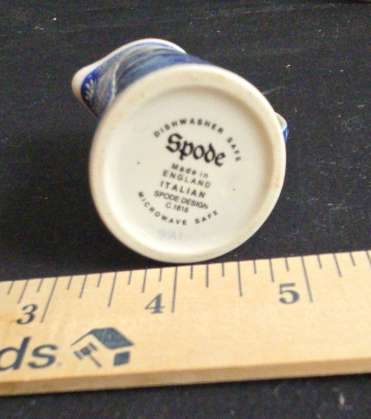 DISHWASHER SAFE
Spode
Made in
ENGLAND
ITALIAN
SPODE DESIGN
C 1816
MICROWAVE SAFE
3 4 5
ds